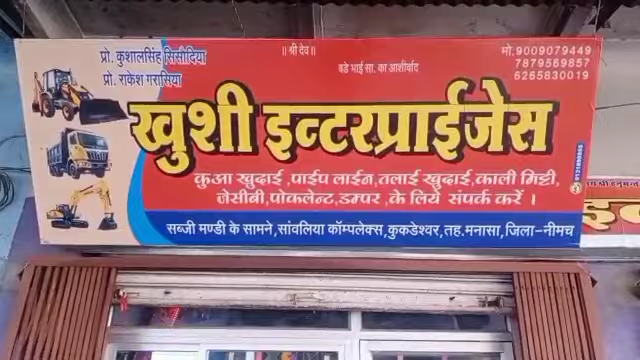 ॥ श्री देव ॥
प्रो. कुशालसिंह सिसौदिया
प्रो. राकेश गरासिया
बडे भाई सा. का आशीर्वाद
मो.9009079449
7879569857
6265830019
खुशी इन्टरप्राईजेस
कुआ खुदाई ,पाईप लाईन,तलाई खुदाई,काली मिट्टी,
जेसीबी,पोकलेन्ट,डम्पर ,के लिये संपर्क करें ।
सब्जी मण्डी के सामने,सांवलिया कॉम्पलेक्स,कुकडेश्वर,तह.मनासा,जिला-नीमच